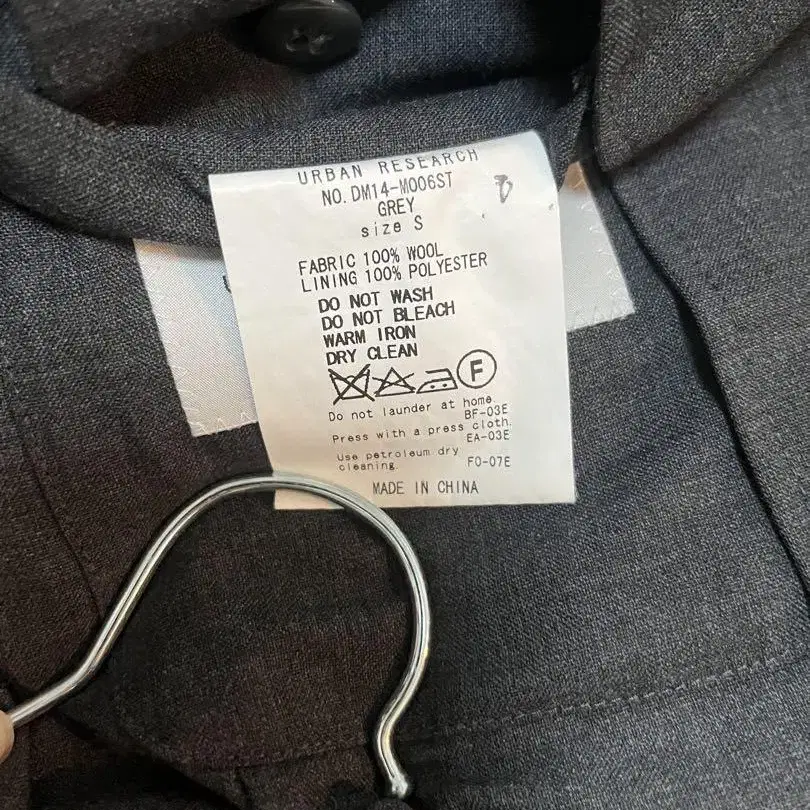 URBAN RESEARCH
NO.DM14-M006ST
GREY
size S
FABRIC 100% WOOL
LINING 100% POLYESTER
DO NOT WASH
DO NOT BLEACH
WARM IRON
DRY CLEAN
F
Do not launder at home.
BF-03E
Press with a press cloth.
EA-03E
Use petroleum dry
cleaning.
FO-07E
MADE IN CHINA